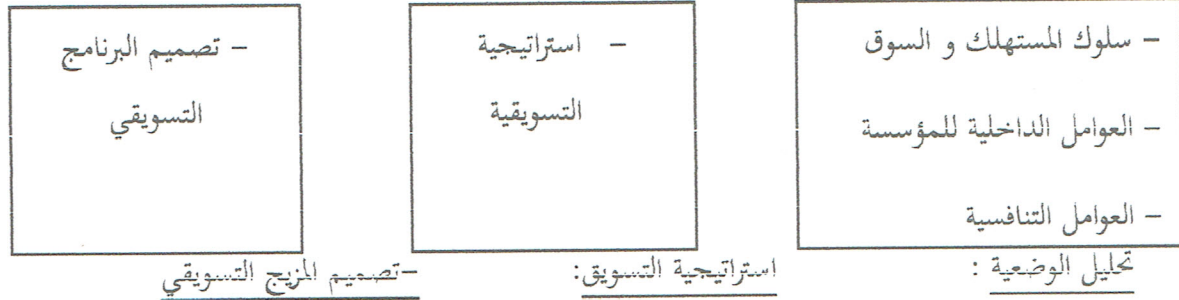 – سلوك المستهلك و السوق
– العوامل الداخلية للمؤسسة
– العوامل التنافسية
– استراتيجية
التسويقية
– تصميم البرنامج
التسويقي
تحليل الوضعية :
استراتيجية التسويق:
–تصميم المزيج التسويقي